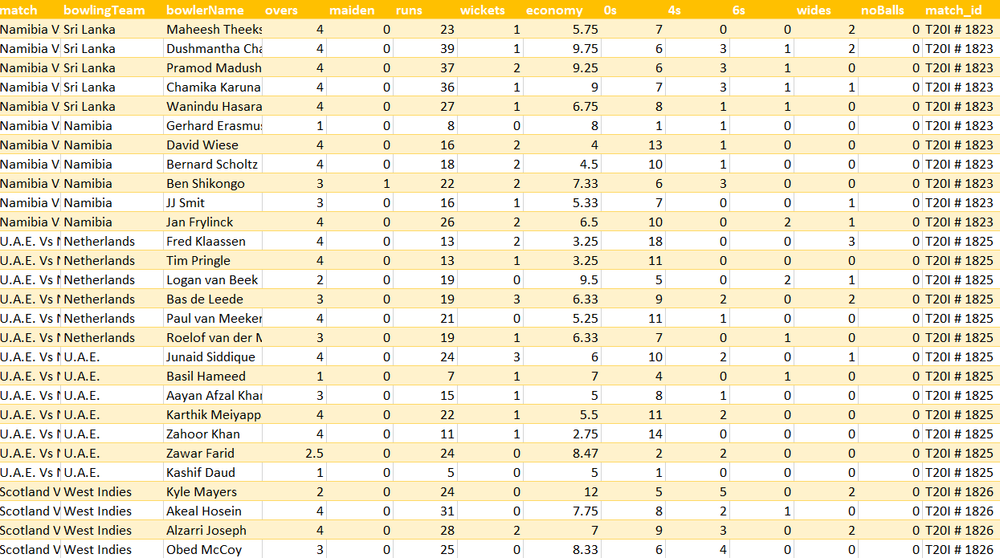 match bowlingTeam bowlerName overs maiden runs wickets economy 0s 4s 6s wides noBalls match_id
Namibia V Sri Lanka Maheesh Theeks 4 0 23 1 5.75 7 0 0 2 0 T20I # 1823
Namibia V Sri Lanka Dushmantha Cha 4 0 39 1 9.75 6 3 1 2 0 T20I # 1823
Namibia V Sri Lanka Pramod Madush 4 0 37 2 9.25 6 3 1 0 0 T20I # 1823
Namibia V Sri Lanka Chamika Karuna 4 0 36 1 9 7 3 1 1 0 T20I # 1823
Namibia V Sri Lanka Wanindu Hasara 4 0 27 1 6.75 8 1 1 0 0 T20I # 1823
Namibia V Namibia Gerhard Erasmus 1 0 8 0 8 1 1 0 0 0 T20I # 1823
Namibia V Namibia David Wiese 4 0 16 2 4 13 1 0 0 0 T20I # 1823
Namibia V Namibia Bernard Scholtz 4 0 18 2 4.5 10 1 0 0 0 T20I # 1823
Namibia V Namibia Ben Shikongo 3 1 22 2 7.33 6 3 0 0 0 T20I # 1823
Namibia V Namibia JJ Smit 3 0 16 1 5.33 7 0 0 1 0 T20I # 1823
Namibia V Namibia Jan Frylinck 4 0 26 2 6.5 10 0 2 1 0 T20I # 1823
U.A.E. Vs N Netherlands Fred Klaassen 4 0 13 2 3.25 18 0 0 3 0 T20I # 1825
U.A.E. Vs N Netherlands Tim Pringle 4 0 13 1 3.25 11 0 0 0 0 T20I # 1825
U.A.E. Vs N Netherlands Logan van Beek 2 0 19 0 9.5 5 0 2 1 0 T20I # 1825
U.A.E. Vs N Netherlands Bas de Leede 3 0 19 3 6.33 9 2 0 2 0 T20I # 1825
U.A.E. Vs N Netherlands Paul van Meeker 4 0 21 0 5.25 11 1 0 0 0 T20I # 1825
U.A.E. Vs N Netherlands Roelof van der M 3 0 19 1 6.33 7 0 1 0 0 T20I # 1825
U.A.E. Vs N U.A.E. Junaid Siddique 4 0 24 3 6 10 2 0 1 0 T20I # 1825
U.A.E. Vs N U.A.E. Basil Hameed 1 0 7 1 7 4 0 1 0 0 T20I # 1825
U.A.E. Vs N U.A.E. Aayan Afzal Khan 3 0 15 1 5 8 1 0 0 0 T20I # 1825
U.A.E. Vs N U.A.E. Karthik Meiyapp 4 0 22 1 5.5 11 2 0 0 0 T20I # 1825
U.A.E. Vs N U.A.E. Zahoor Khan 4 0 11 1 2.75 14 0 0 0 0 T20I # 1825
U.A.E. Vs N U.A.E. Zawar Farid 2.5 0 24 0 8.47 2 2 0 0 0 T20I # 1825
U.A.E. Vs N U.A.E. Kashif Daud 1 0 5 0 5 1 0 0 0 0 T20I # 1825
Scotland V West Indies Kyle Mayers 2 0 24 0 12 5 5 0 2 0 T20I # 1826
Scotland V West Indies Akeal Hosein 4 0 31 0 7.75 8 2 1 0 0 T20I # 1826
Scotland V West Indies Alzarri Joseph 4 0 28 2 7 9 3 0 2 0 T20I # 1826
Scotland V West Indies Obed McCoy 3 0 25 0 8.33 6 4 0 0 0 T20I # 1826